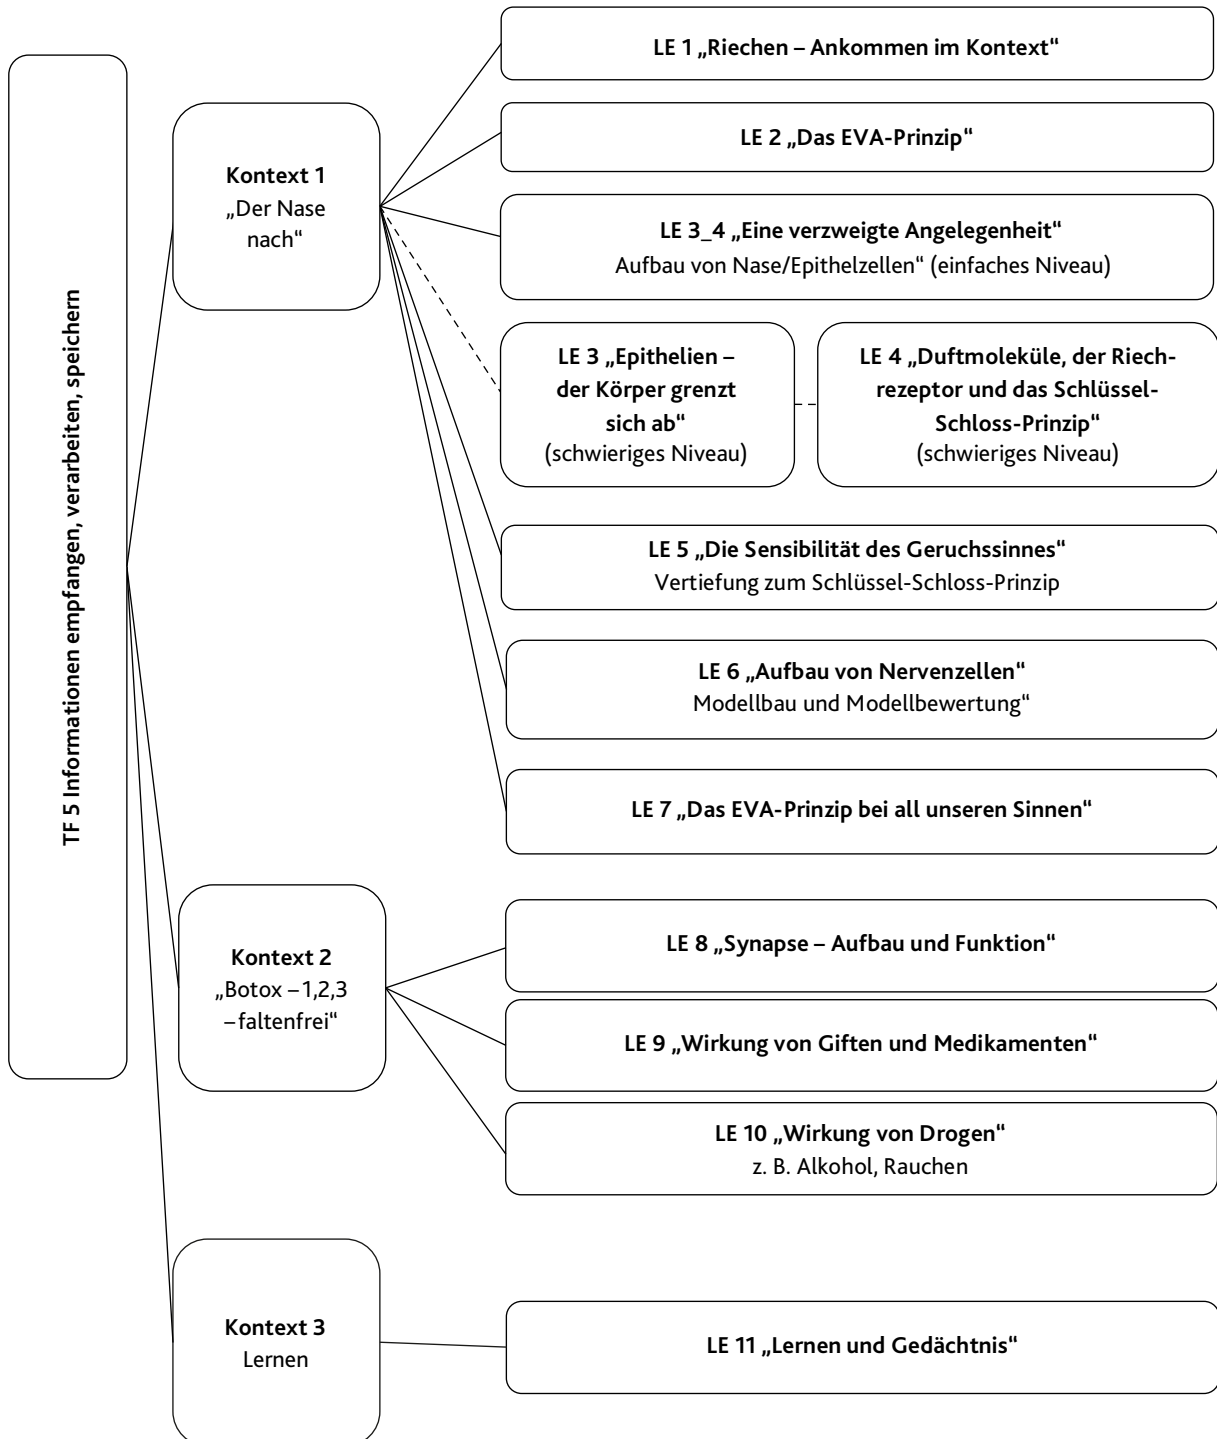 TF 5 Informationen empfangen, verarbeiten, speichern
Kontext 1
„Der Nase
nach“
LE 1 „Riechen – Ankommen im Kontext“
LE 2 „Das EVA-Prinzip“
LE 3_4 „Eine verzweigte Angelegenheit“
Aufbau von Nase/Epithelzellen“ (einfaches Niveau)
LE 3 „Epithelien –
der Körper grenzt
sich ab“
(schwieriges Niveau)
LE 4 „Duftmoleküle, der Riech-
rezeptor und das Schlüssel-
Schloss-Prinzip“
(schwieriges Niveau)
LE 5 „Die Sensibilität des Geruchssinnes“
Vertiefung zum Schlüssel-Schloss-Prinzip
LE 6 „Aufbau von Nervenzellen“
Modellbau und Modellbewertung“
LE 7 „Das EVA-Prinzip bei all unseren Sinnen“
Kontext 2
„Botox – 1,2,3
– faltenfrei“
LE 8 „Synapse – Aufbau und Funktion“
LE 9 „Wirkung von Giften und Medikamenten“
LE 10 „Wirkung von Drogen“
z. B. Alkohol, Rauchen
Kontext 3
Lernen
LE 11 „Lernen und Gedächtnis“